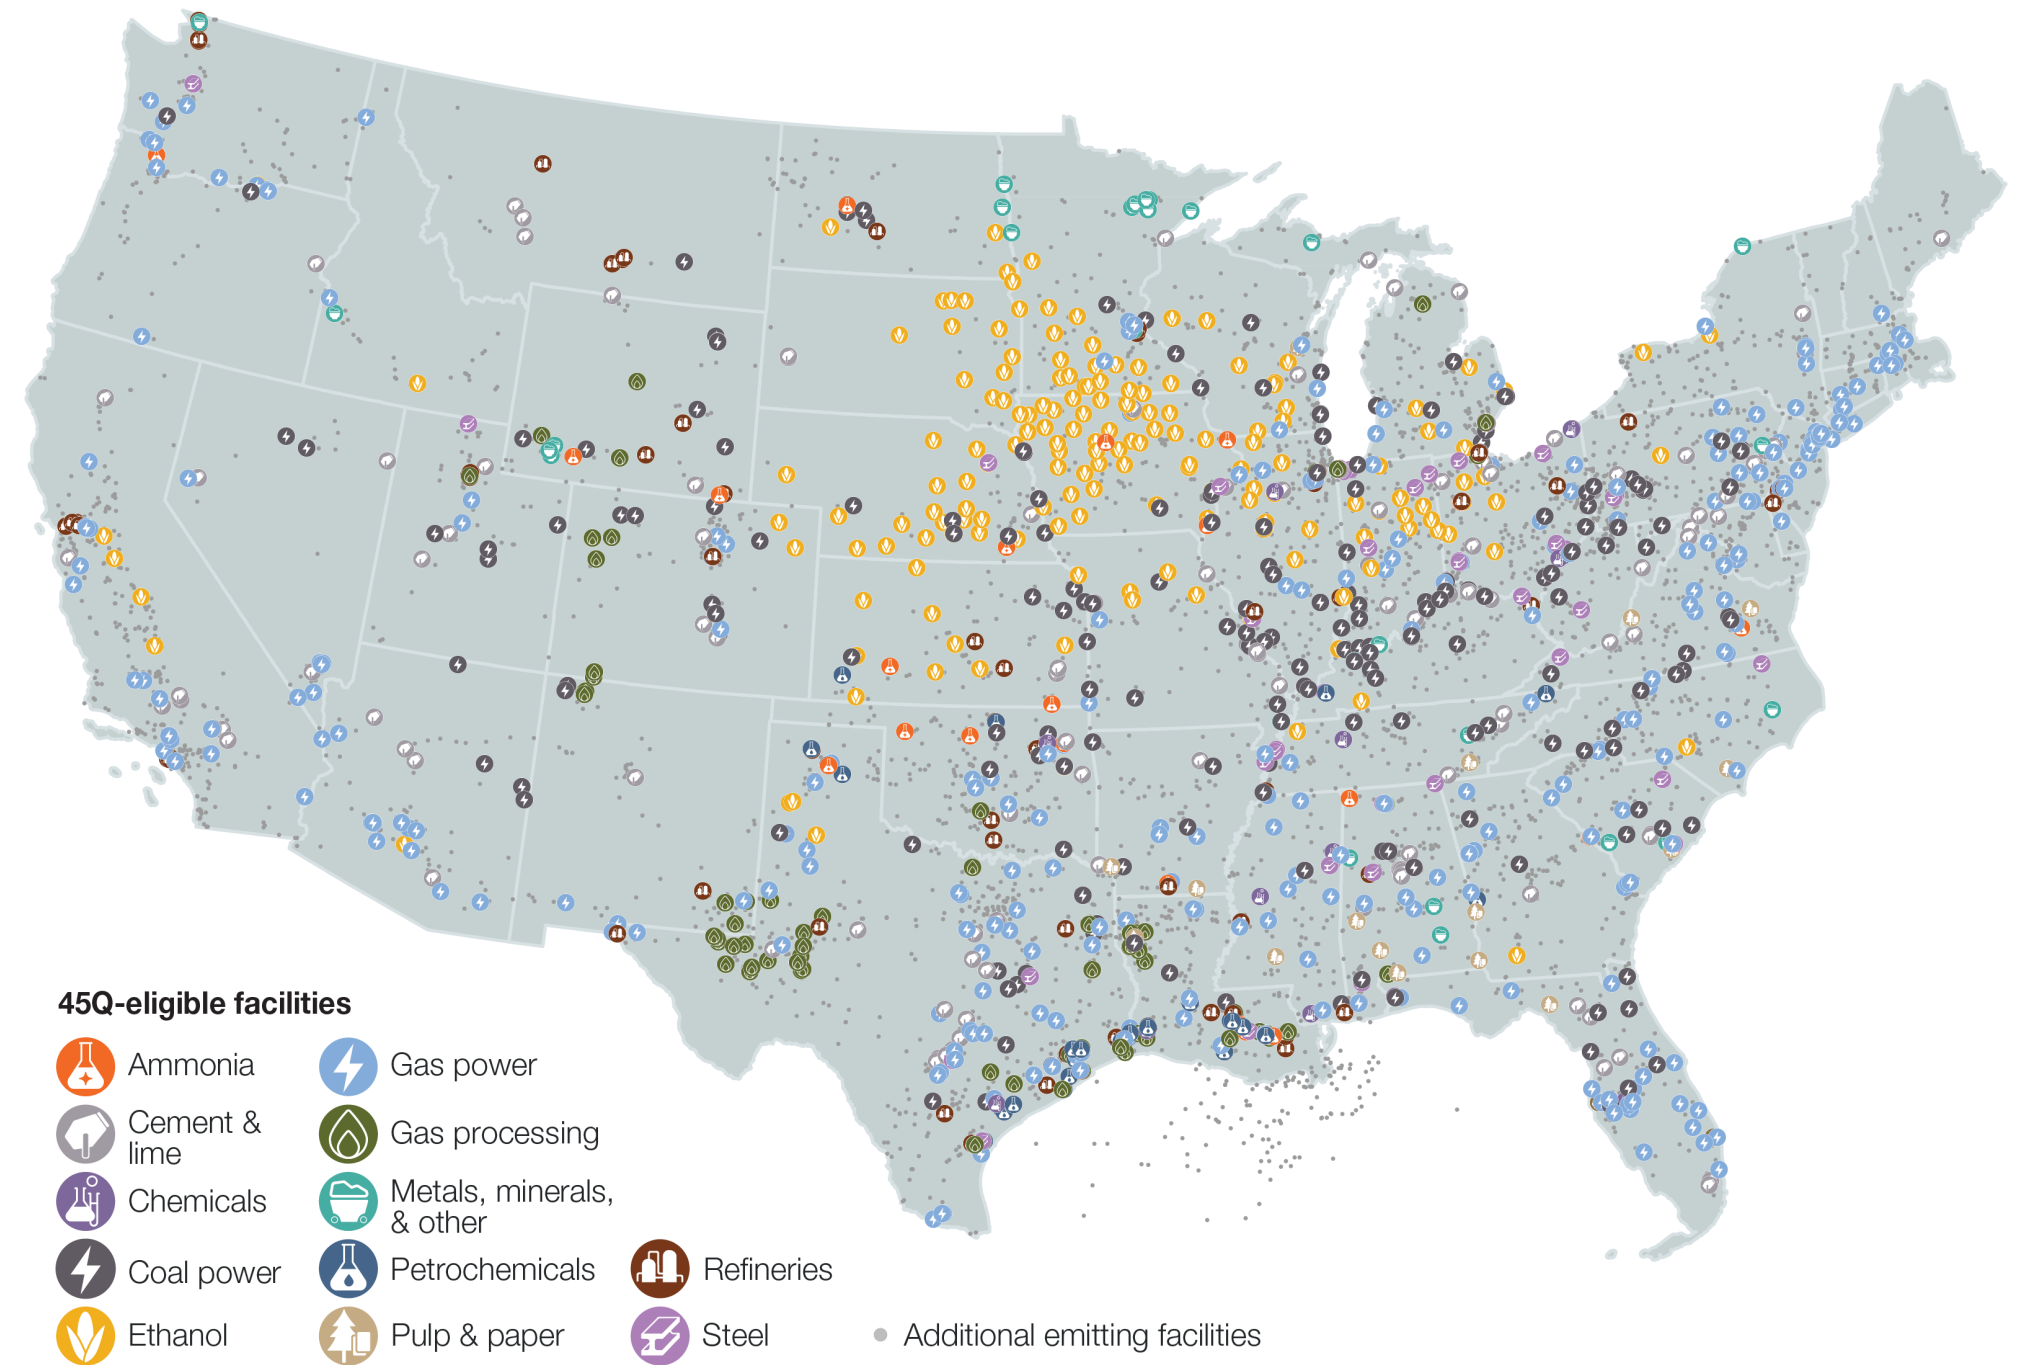 45Q-eligible facilities
Ammonia
Gas power
Cement &
lime
Gas processing
Chemicals
Metals, minerals,
& other
Coal power
Petrochemicals
Refineries
Ethanol
Pulp & paper
Steel
Additional emitting facilities